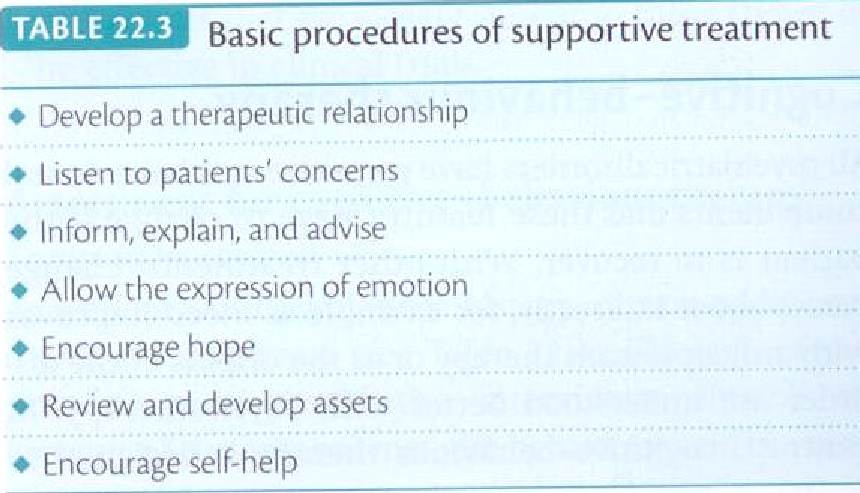 TABLE 22.3 Basic procedures of supportive treatment
◆ Develop a therapeutic relationship
◆ Listen to patients' concerns
◆ Inform, explain, and advise
◆ Allow the expression of emotion
◆ Encourage hope
◆ Review and develop assets
◆ Encourage self-help